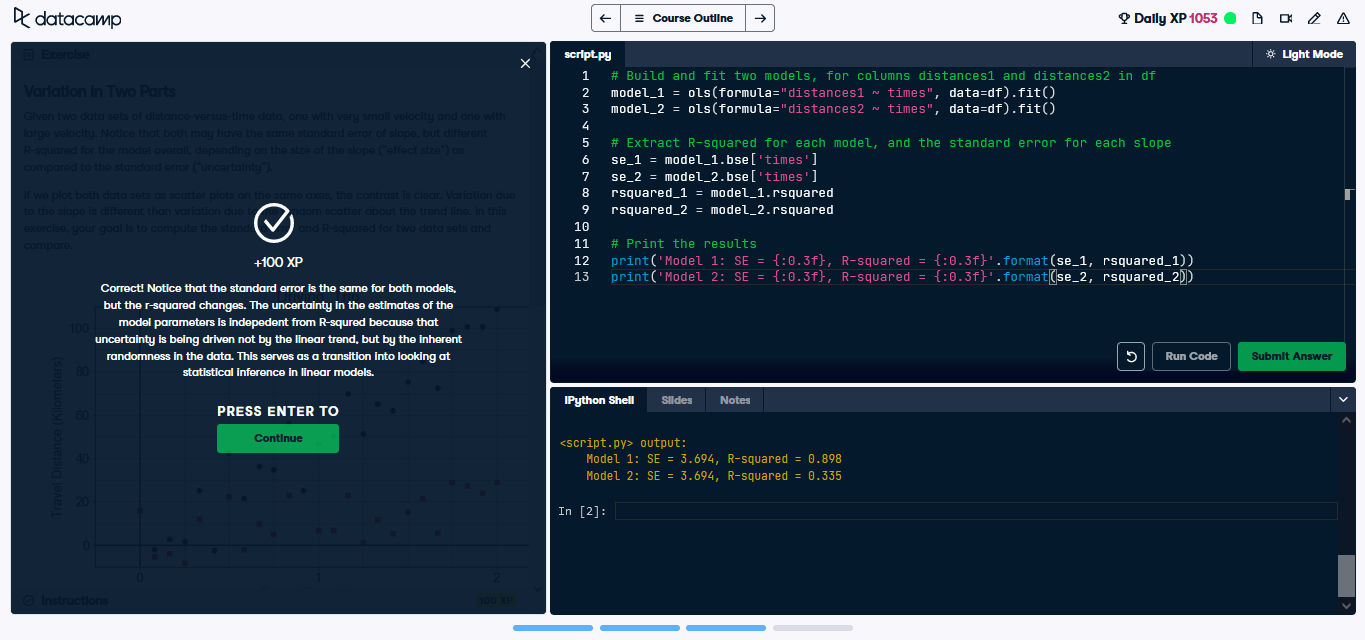 datacamp
Course Outline
Daily XP 1053
Exercise
Variation in Two Parts
Given two data sets of distance-versus-time data, one with very small velocity and one with
large velocity. Notice that both may have the same standard error of slope, but different
R-squared for the model overall, depending on the size of the slope ("effect size") as
compared to the standard error ("uncertainty").
If we plot both data sets as scatter plots on the same axes, the contrast is clear. Variation due
to the slope is different than variation due to the random scatter about the trend line. In this
exercise, your goal is to compute the standard and R-squared for two data sets and
compare.
+100 XP
Correct! Notice that the standard error is the same for both models,
but the r-squared changes. The uncertainty in the estimates of the
model parameters is indepedent from R-squred because that
uncertainty is being driven not by the linear trend, but by the inherent
randomness in the data. This serves as a transition into looking at
statistical inference in linear models.
PRESS ENTER TO
Continue
Travel Distance (Kilometers)
100
80
60
40
20
0
0 1 2
Instructions
100 XP
script.py
Light Mode
1 # Build and fit two models, for columns distances1 and distances2 in df
2 model_1 = ols(formula="distances1 ~ times", data=df).fit()
3 model_2 = ols(formula="distances2 ~ times", data=df).fit()
4
5 # Extract R-squared for each model, and the standard error for each slope
6 se_1 = model_1.bse['times']
7 se_2 = model_2.bse['times']
8 rsquared_1 = model_1.rsquared
9 rsquared_2 = model_2.rsquared
10
11 # Print the results
12 print('Model 1: SE = {:0.3f}, R-squared = {:0.3f}'.format(se_1, rsquared_1))
13 print('Model 2: SE = {:0.3f}, R-squared = {:0.3f}'.format(se_2, rsquared_2))
Run Code
Submit Answer
IPython Shell
Slides
Notes
<script.py> output:
Model 1: SE = 3.694, R-squared = 0.898
Model 2: SE = 3.694, R-squared = 0.335
In [2]: